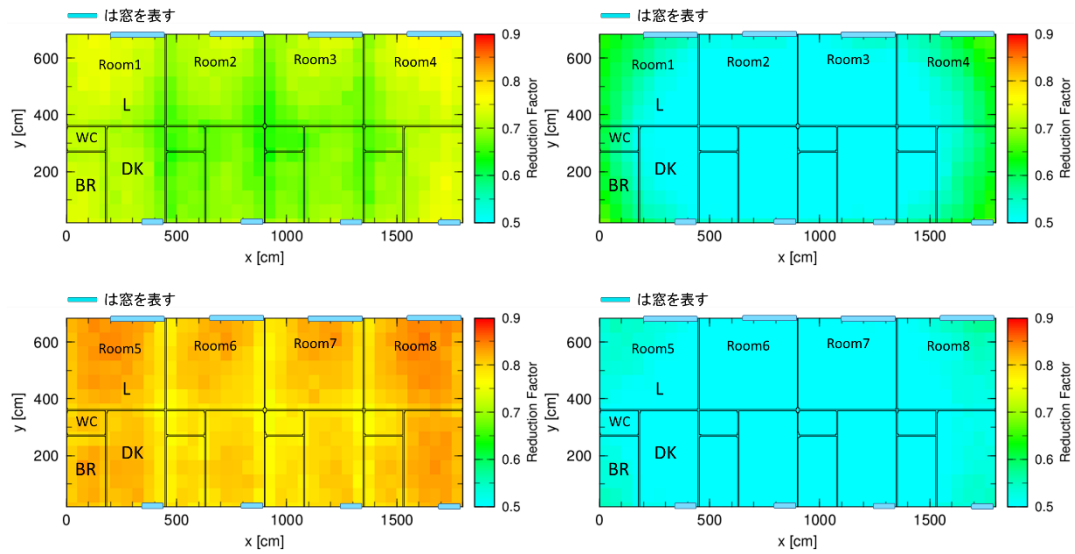 は窓を表す
0.9
0.8
0.7
0.6
0.5
Reduction Factor
600
400
200
y [cm]
Room1
Room2
Room3
Room4
L
WC
DK
BR
0
500
1000
1500
x [cm]
は窓を表す
0.9
0.8
0.7
0.6
0.5
Reduction Factor
600
400
200
y [cm]
Room1
Room2
Room3
Room4
L
WC
DK
BR
0
500
1000
1500
x [cm]
は窓を表す
0.9
0.8
0.7
0.6
0.5
Reduction Factor
600
400
200
y [cm]
Room5
Room6
Room7
Room8
L
WC
DK
BR
0
500
1000
1500
x [cm]
は窓を表す
0.9
0.8
0.7
0.6
0.5
Reduction Factor
600
400
200
y [cm]
Room5
Room6
Room7
Room8
L
WC
DK
BR
0
500
1000
1500
x [cm]